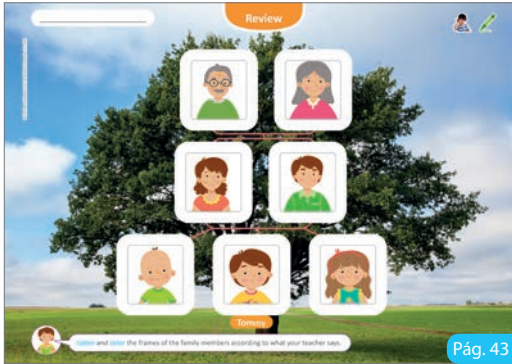 Review
Tommy
Listen and color the frames of the family members according to what your teacher says.
Pág. 43